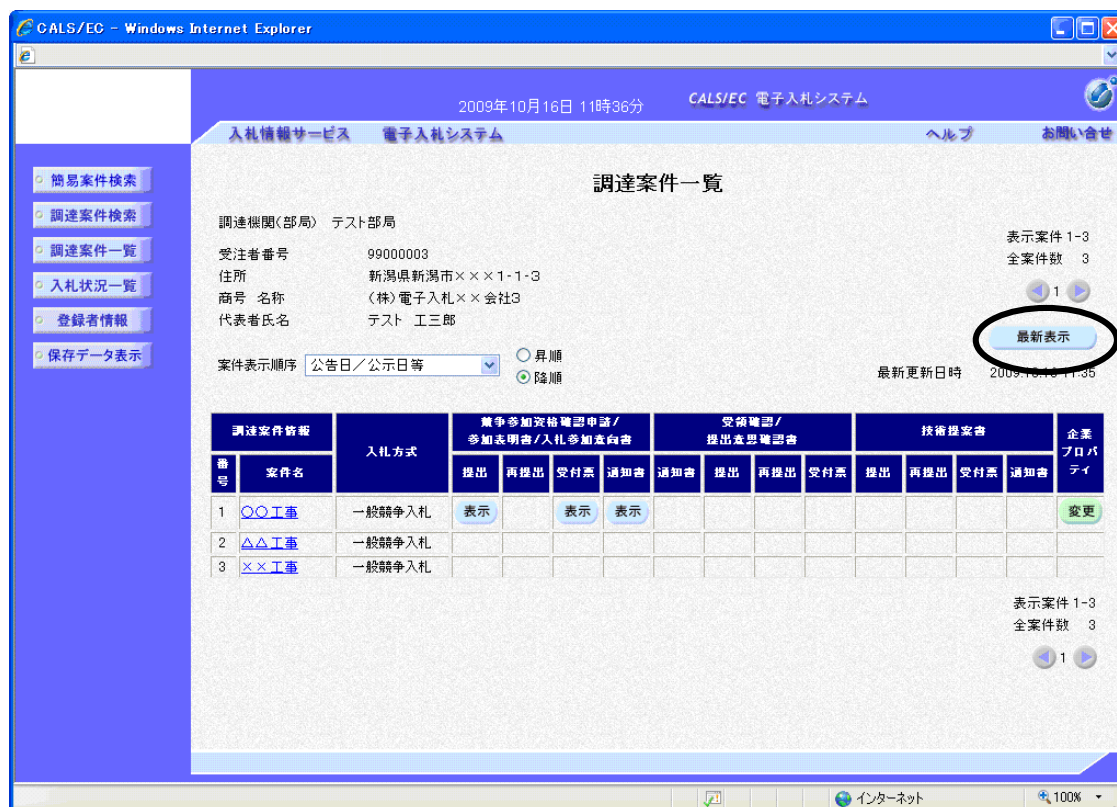 CALS/EC - Windows Internet Explorer
2009年10月16日 11時36分
CALS/EC 電子入札システム
入札情報サービス 電子入札システム ヘルプ お問い合せ
簡易案件検索
調達案件検索
調達案件一覧
入札状況一覧
登録者情報
保存データ表示
調達案件一覧
調達機関(部局) テスト部局
受注者番号 99000003
住所 新潟県新潟市×××1-1-3
商号 名称 (株)電子入札××会社3
代表者氏名 テスト 工三郎
表示案件 1-3
全案件数 3
1
最新表示
案件表示順序 公告日/公示日等
昇順
降順
最新更新日時 2009.10.16 11:35
調達案件情報 入札方式 競争参加資格確認申請/参加表明書/入札参加意向書 受領確認/提出意思確認書 技術提案書 企業プロパティ
番号 案件名 提出 再提出 受付票 通知書 通知書 提出 再提出 受付票 提出 再提出 受付票 通知書
1 ○○工事 一般競争入札 表示 表示 表示 変更
2 △△工事 一般競争入札
3 ××工事 一般競争入札
表示案件 1-3
全案件数 3
1
インターネット 100%